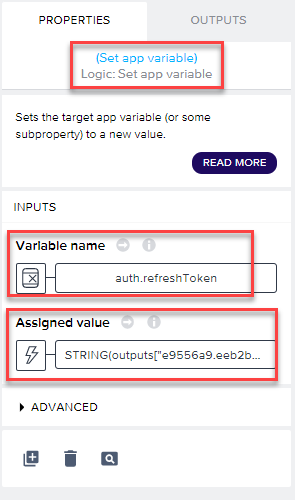 PROPERTIES
OUTPUTS
(Set app variable)
Logic: Set app variable
Sets the target app variable (or some
subproperty) to a new value.
READ MORE
INPUTS
Variable name
auth.refreshToken
Assigned value
STRING(outputs["e9556a9.eeb2b...
ADVANCED